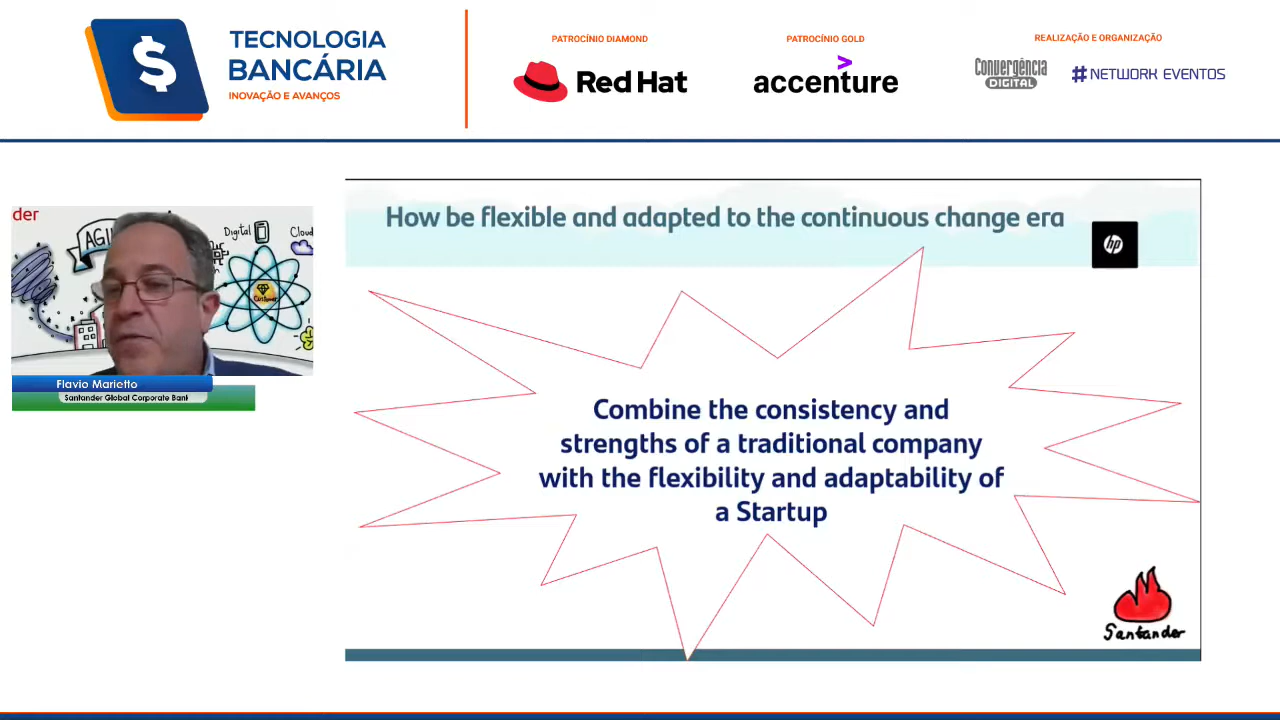 TECNOLOGIA
BANCÁRIA
INOVAÇÃO E AVANÇOS
PATROCÍNIO DIAMOND
Red Hat
PATROCÍNIO GOLD
accenture
REALIZAÇÃO E ORGANIZAÇÃO
Convergência
DIGITAL
#NETWORK EVENTOS
der
AGI
Digital
Cloud
Customer
Flavio Marietto
Santander Global Corporate Bank
How be flexible and adapted to the continuous change era
hp
Combine the consistency and
strengths of a traditional company
with the flexibility and adaptability of
a Startup
Santander